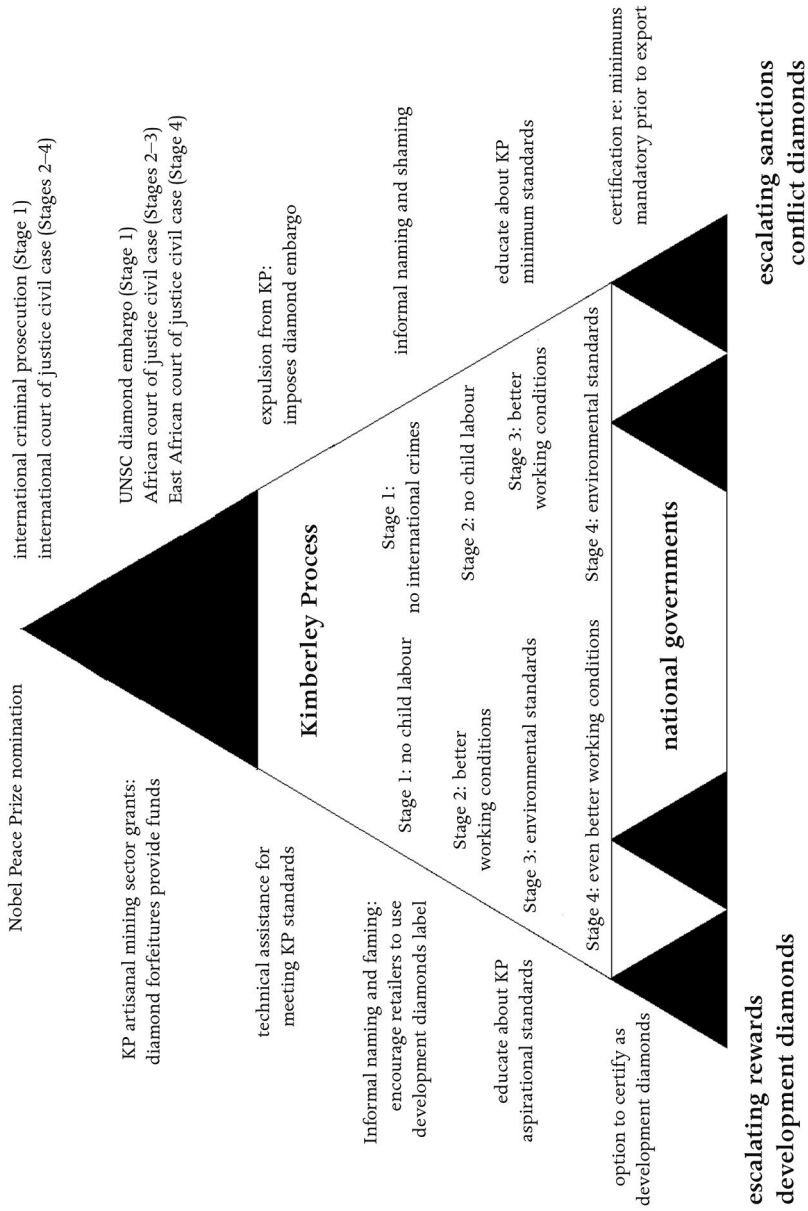 Nobel Peace Prize nomination
international criminal prosecution (Stage 1)
international court of justice civil case (Stages 2–4)
KP artisanal mining sector grants:
diamond forfeitures provide funds
UNSC diamond embargo (Stage 1)
African court of justice civil case (Stages 2–3)
East African court of justice civil case (Stage 4)
technical assistance for
meeting KP standards
expulsion from KP:
imposes diamond embargo
Kimberley Process
Informal naming and faming:
encourage retailers to use
development diamonds label
informal naming and shaming
Stage 1: no child labour
Stage 1:
no international crimes
Stage 2: better
working conditions
Stage 2: no child labour
educate about KP
aspirational standards
educate about KP
minimum standards
Stage 3: environmental standards
Stage 3: better
working conditions
Stage 4: even better working conditions
Stage 4: environmental standards
option to certify as
development diamonds
certification re: minimums
mandatory prior to export
national governments
escalating rewards
development diamonds
escalating sanctions
conflict diamonds